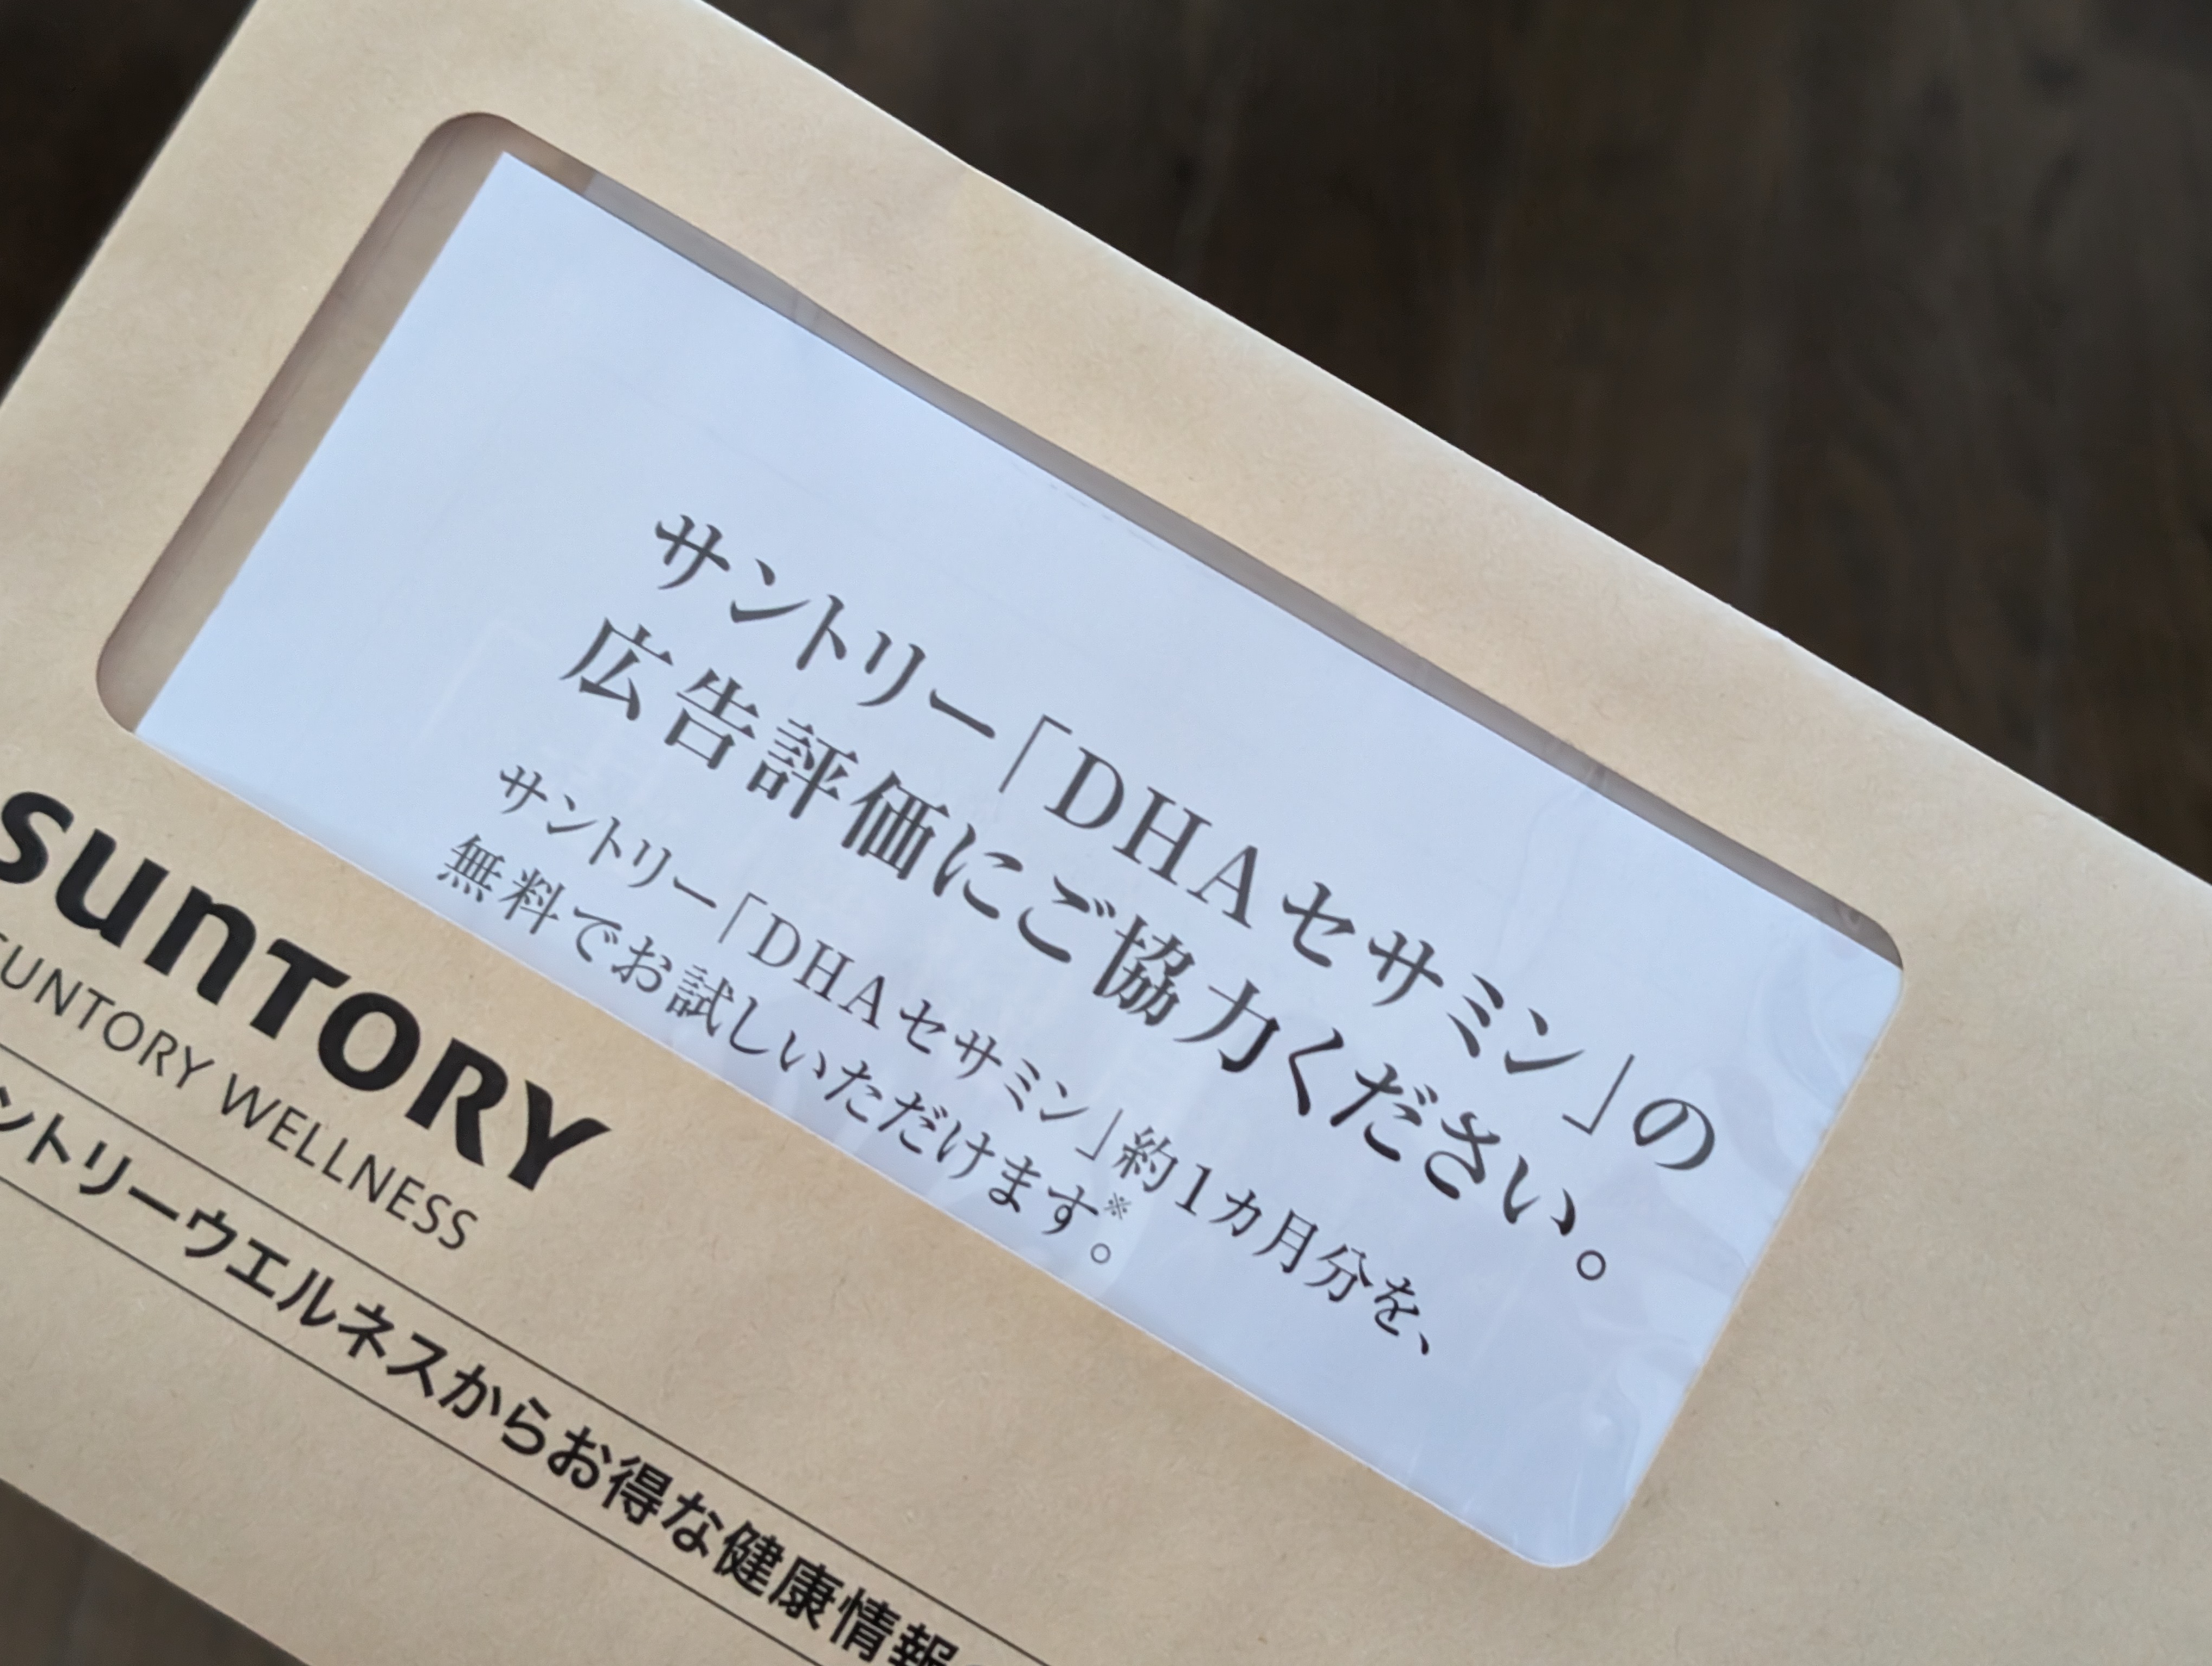 サントリー「DHAセサミン」の
広告評価にご協力ください。
サントリー「DHAセサミン」約1カ月分を、
無料でお試しいただけます※。
SUNTORY
SUNTORY WELLNESS
ントリーウエルネスからお得な健康情報